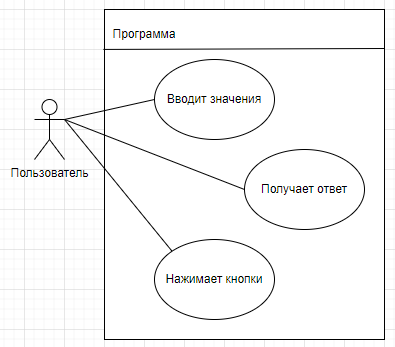 Программа
Вводит значения
Пользователь
Получает ответ
Нажимает кнопки